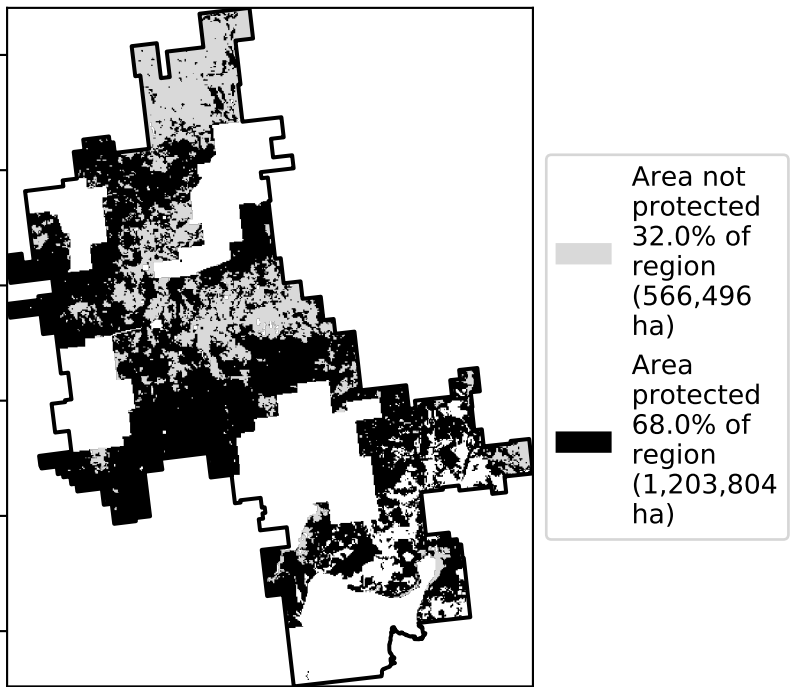 Area not
protected
32.0% of
region
(566,496
ha)
Area
protected
68.0% of
region
(1,203,804
ha)